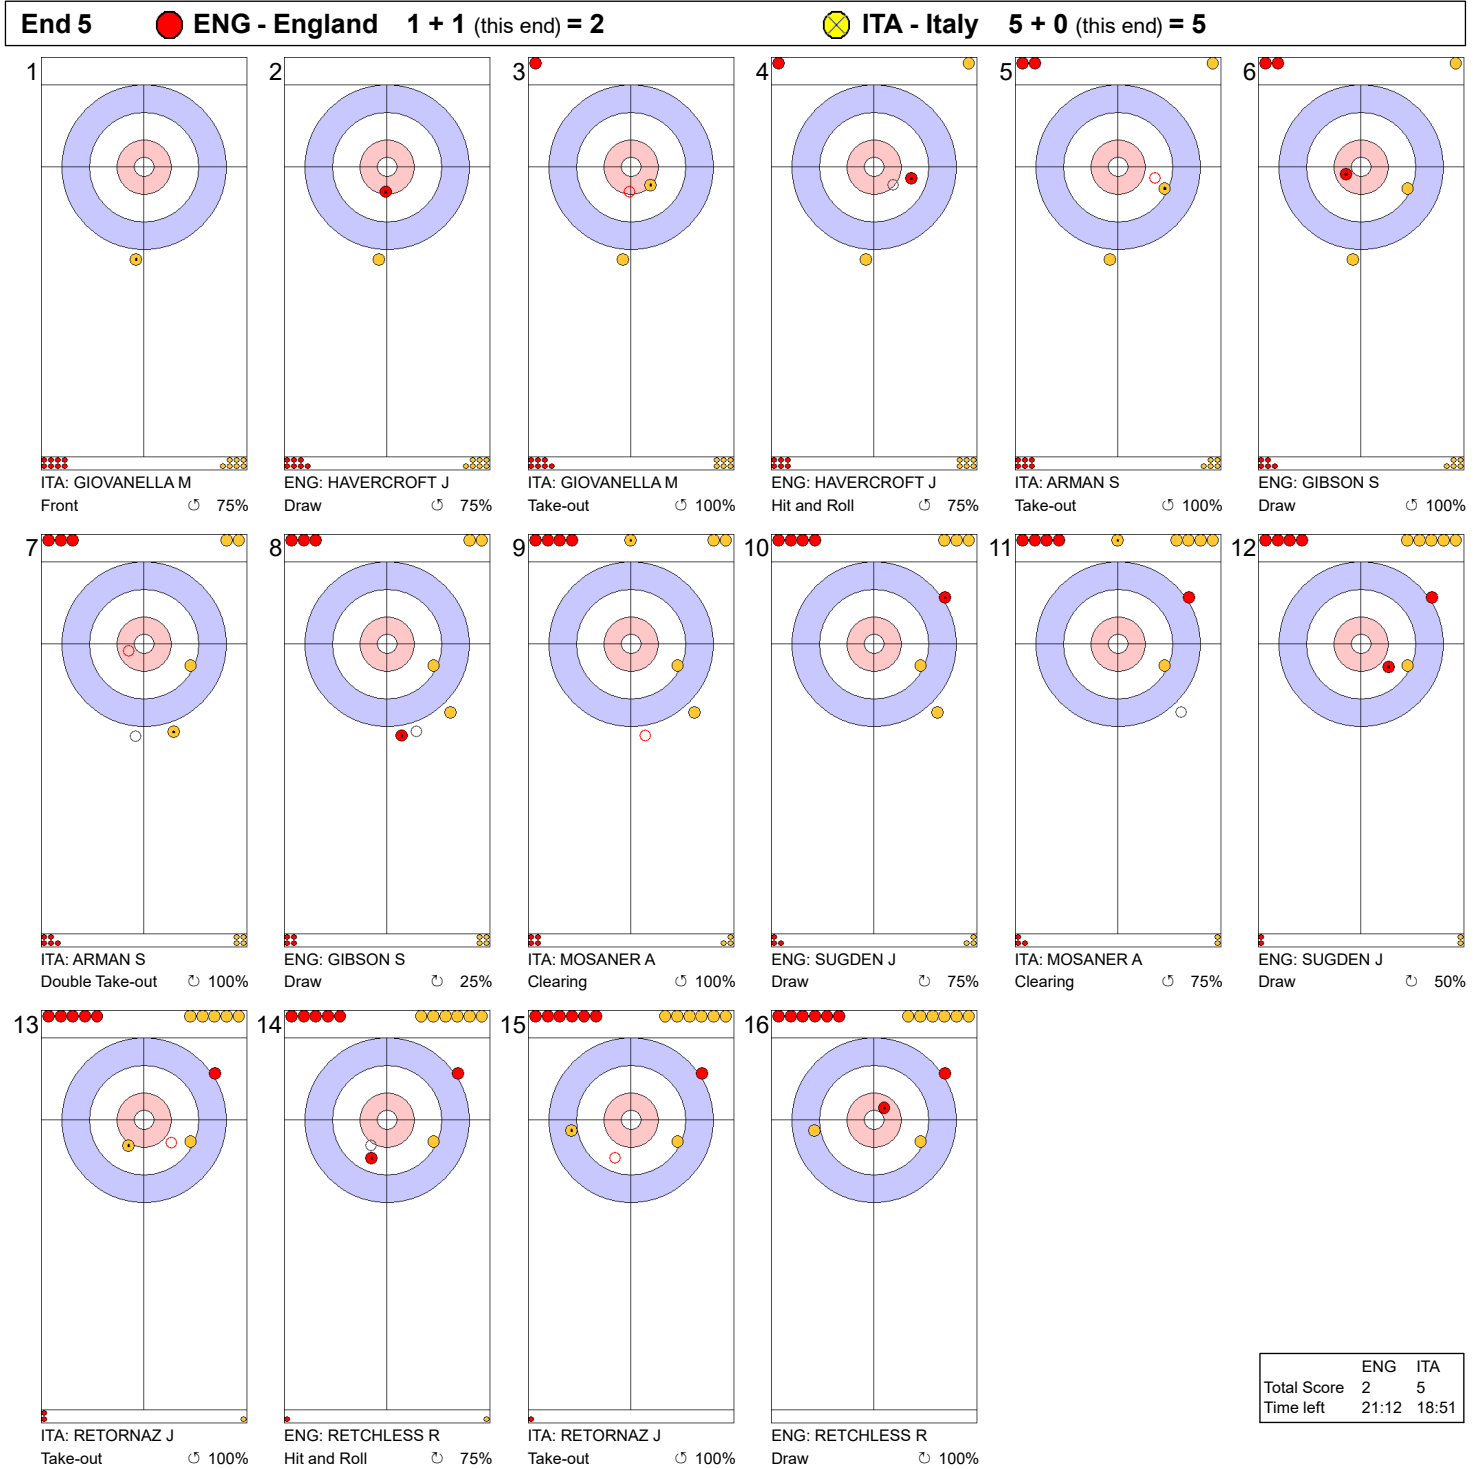 End 5 ENG - England 1 + 1 (this end) = 2 ITA - Italy 5 + 0 (this end) = 5
1 2 3 4 5 6
ITA: GIOVANELLA M ENG: HAVERCROFT J ITA: GIOVANELLA M ENG: HAVERCROFT J ITA: ARMAN S ENG: GIBSON S
Front ↺ 75% Draw ↺ 75% Take-out ↺ 100% Hit and Roll ↺ 75% Take-out ↺ 100% Draw ↺ 100%
7 8 9 10 11 12
ITA: ARMAN S ENG: GIBSON S ITA: MOSANER A ENG: SUGDEN J ITA: MOSANER A ENG: SUGDEN J
Double Take-out ↻ 100% Draw ↻ 25% Clearing ↺ 100% Draw ↻ 75% Clearing ↺ 75% Draw ↻ 50%
13 14 15 16
ITA: RETORNAZ J ENG: RETCHLESS R ITA: RETORNAZ J ENG: RETCHLESS R
Take-out ↺ 100% Hit and Roll ↺ 75% Take-out ↺ 100% Draw ↺ 100%
ENG ITA
Total Score 2 5
Time left 21:12 18:51